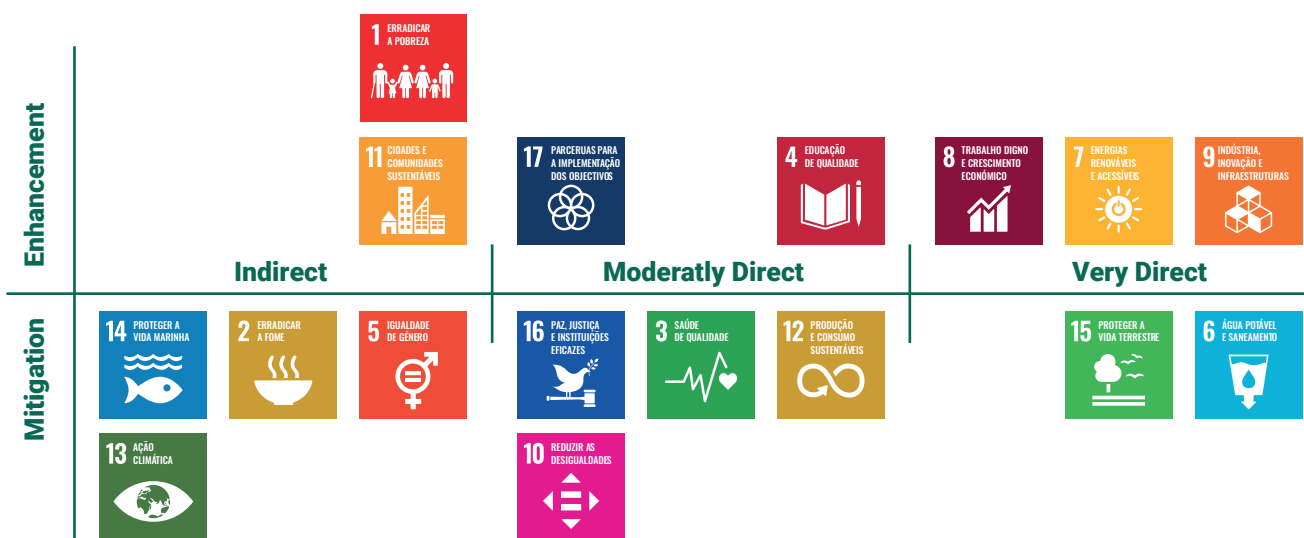 Enhancement
1 ERRADICAR
A POBREZA
11 CIDADES E
COMUNIDADES
SUSTENTÁVEIS
17 PARCERUAS PARA
A IMPLEMENTAÇÃO
DOS OBJECTIVOS
4 EDUCAÇÃO
DE QUALIDADE
8 TRABALHO DIGNO
E CRESCIMENTO
ECONÓMICO
7 ENERGIAS
RENOVÁVEIS
E ACESSÍVEIS
9 INDÚSTRIA,
INOVAÇÃO E
INFRAESTRUTURAS
Indirect
Moderatly Direct
Very Direct
Mitigation
14 PROTEGER A
VIDA MARINHA
2 ERRADICAR
A FOME
5 IGUALDADE
DE GÉNERO
16 PAZ, JUSTIÇA
E INSTITUIÇÕES
EFICAZES
3 SAÚDE
DE QUALIDADE
12 PRODUÇÃO
E CONSUMO
SUSTENTÁVEIS
15 PROTEGER A
VIDA TERRESTRE
6 ÁGUA POTÁVEL
E SANEAMENTO
13 AÇÃO
CLIMÁTICA
10 REDUZIR AS
DESIGUALDADES